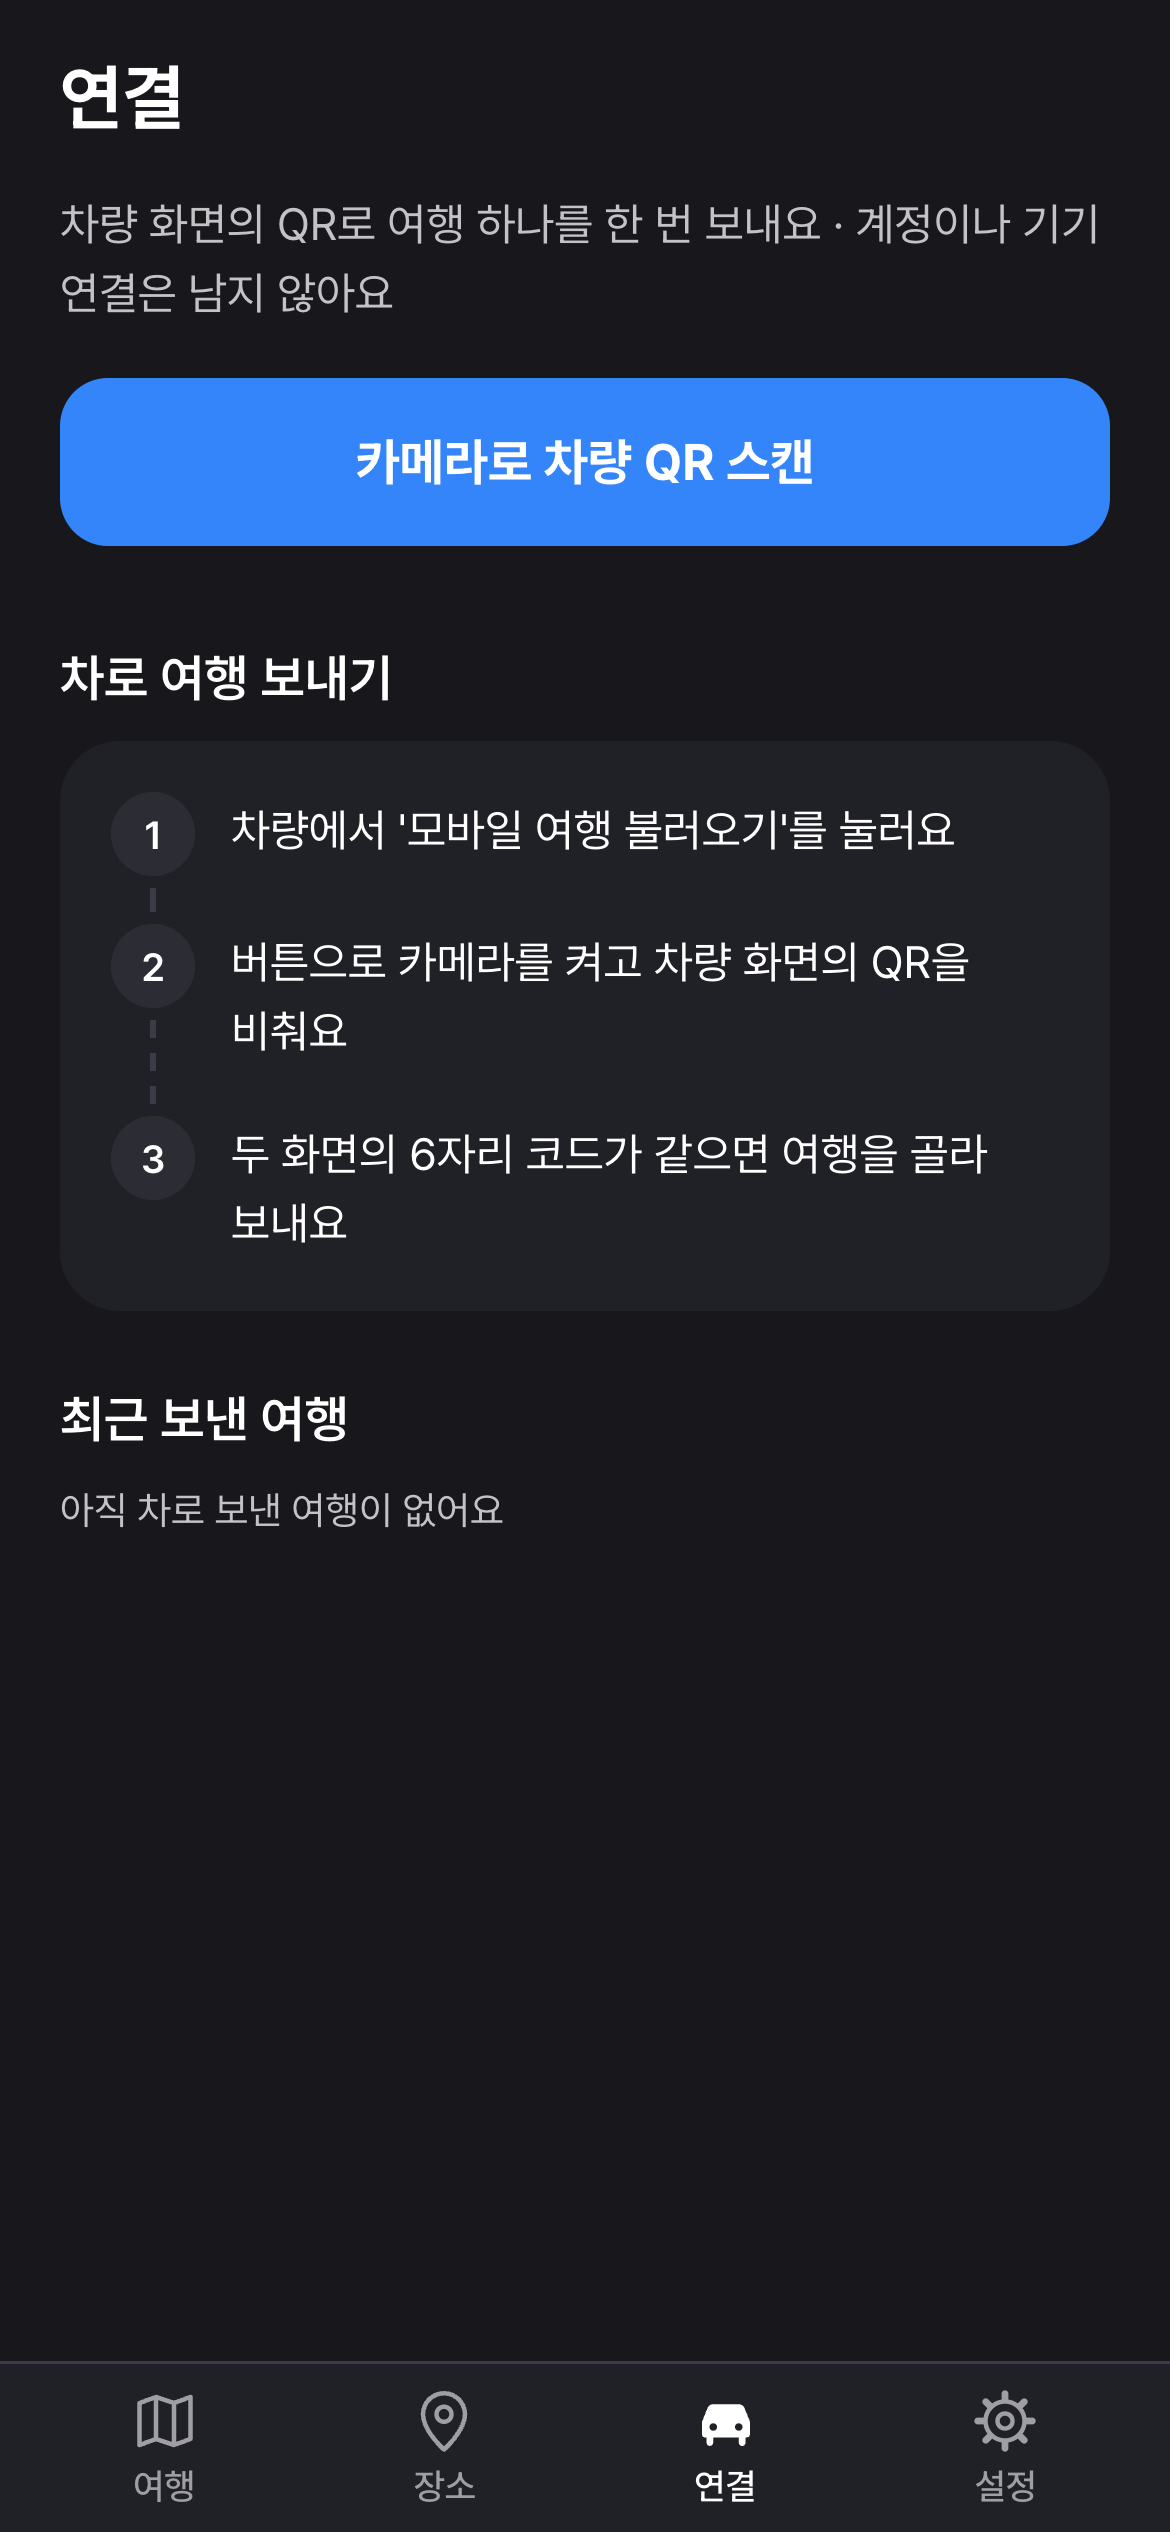 연결
차량 화면의 QR로 여행 하나를 한 번 보내요 · 계정이나 기기
연결은 남지 않아요
카메라로 차량 QR 스캔
차로 여행 보내기
1 차량에서 '모바일 여행 불러오기'를 눌러요
2 버튼으로 카메라를 켜고 차량 화면의 QR을
비춰요
3 두 화면의 6자리 코드가 같으면 여행을 골라
보내요
최근 보낸 여행
아직 차로 보낸 여행이 없어요
여행 장소 연결 설정